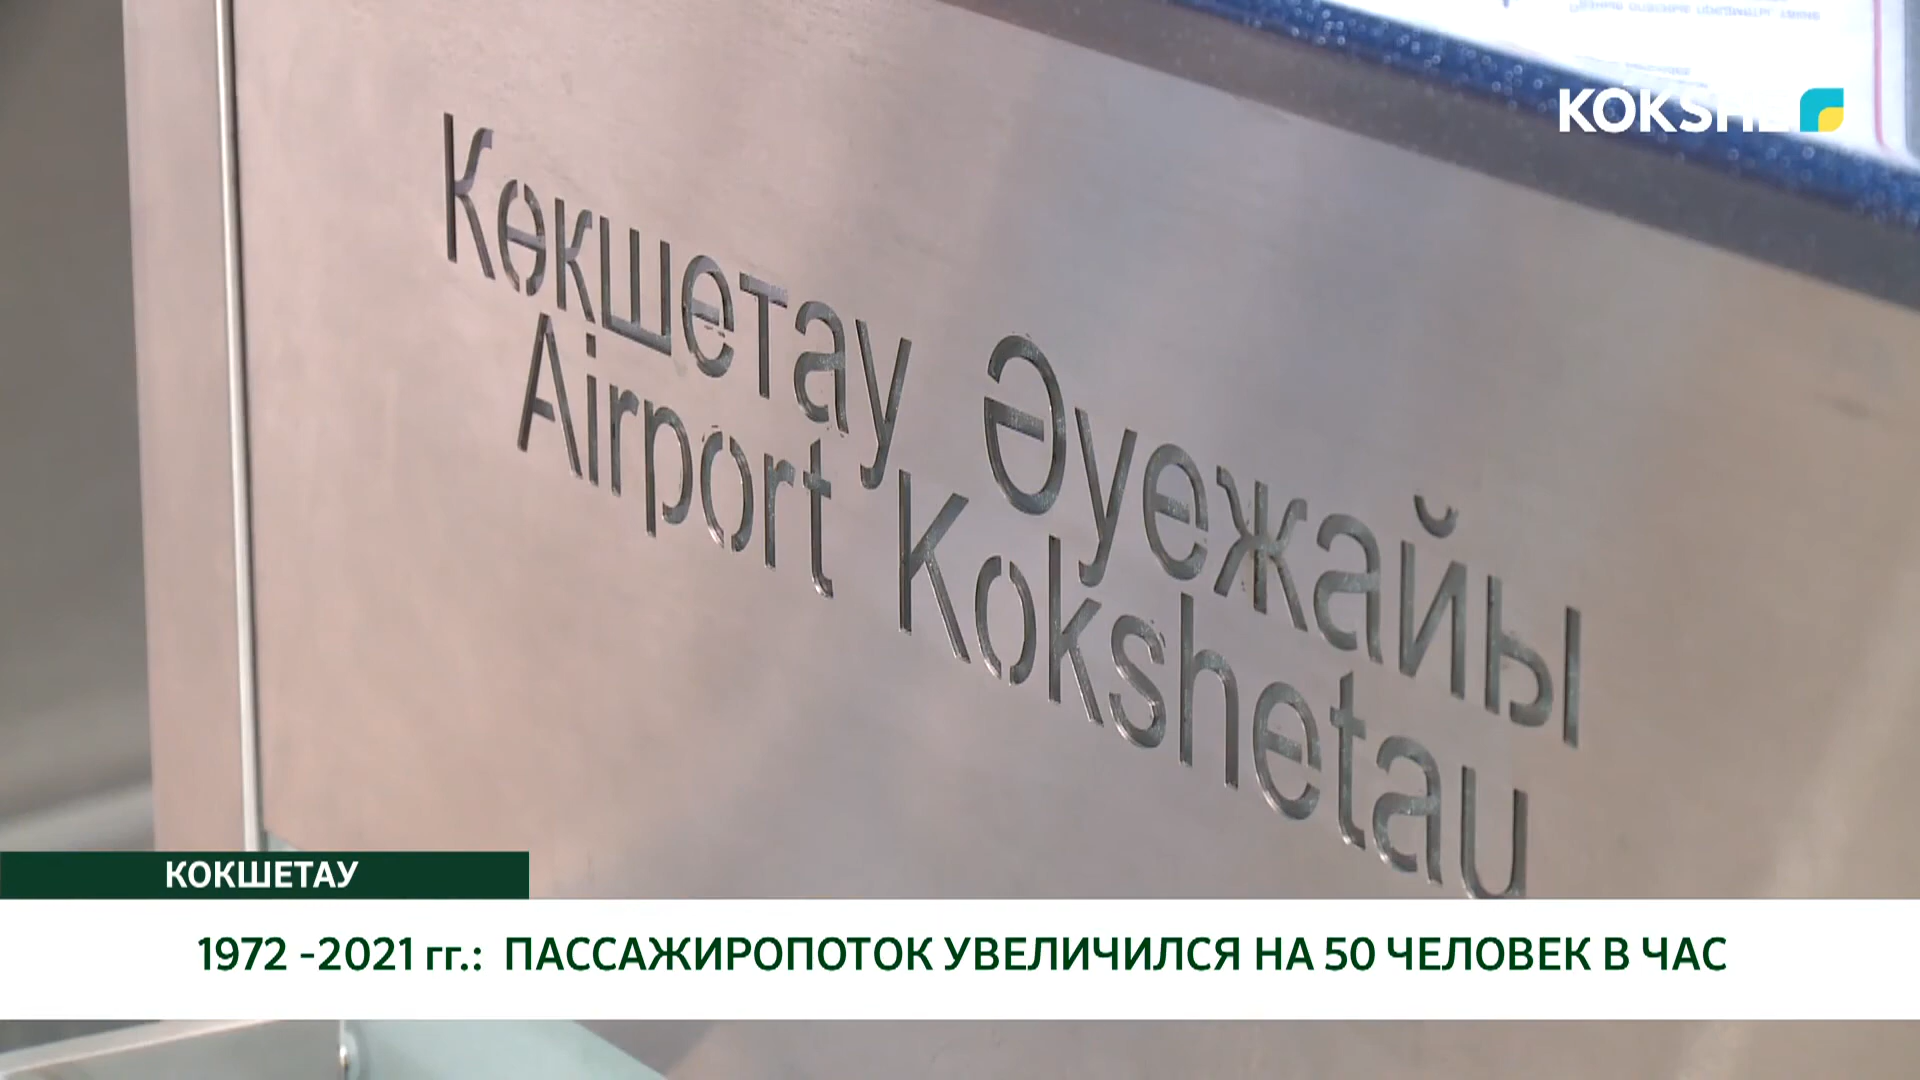 KOKSHE
Көкшетау Әуежайы
Airport Kokshetau
КОКШЕТАУ
1972 -2021 гг.: ПАССАЖИРОПОТОК УВЕЛИЧИЛСЯ НА 50 ЧЕЛОВЕК В ЧАС